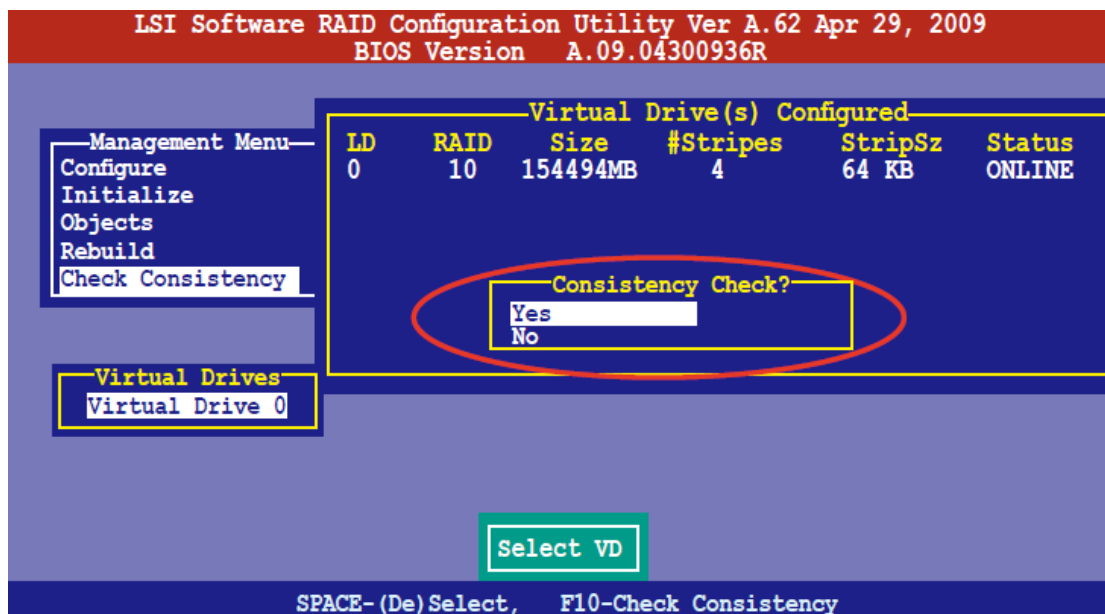 LSI Software RAID Configuration Utility Ver A.62 Apr 29, 2009
BIOS Version A.09.04300936R
Management Menu
Configure
Initialize
Objects
Rebuild
Check Consistency
Virtual Drive(s) Configured
LD RAID Size #Stripes StripSz Status
0 10 154494MB 4 64 KB ONLINE
Consistency Check?
Yes
No
Virtual Drives
Virtual Drive 0
Select VD
SPACE-(De)Select, F10-Check Consistency